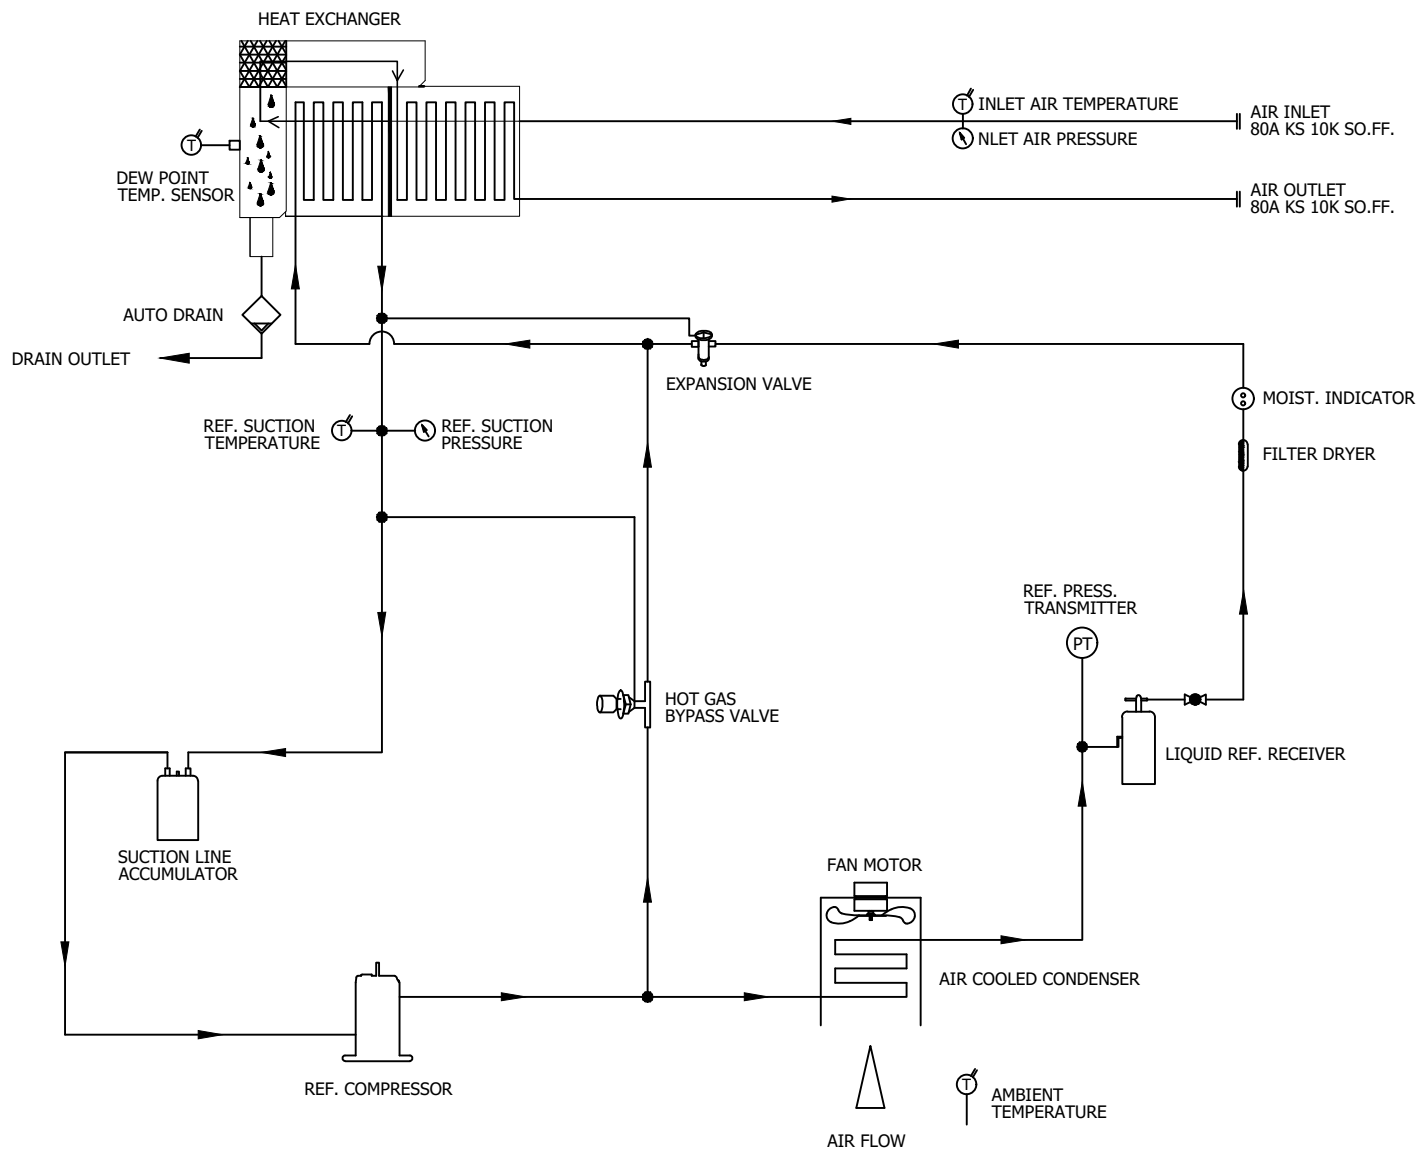 HEAT EXCHANGER
T
INLET AIR TEMPERATURE
NLET AIR PRESSURE
AIR INLET
80A KS 10K SO.FF.
T
DEW POINT
TEMP. SENSOR
AIR OUTLET
80A KS 10K SO.FF.
AUTO DRAIN
DRAIN OUTLET
EXPANSION VALVE
MOIST. INDICATOR
REF. SUCTION
TEMPERATURE
T
REF. SUCTION
PRESSURE
FILTER DRYER
REF. PRESS.
TRANSMITTER
PT
HOT GAS
BYPASS VALVE
LIQUID REF. RECEIVER
SUCTION LINE
ACCUMULATOR
FAN MOTOR
AIR COOLED CONDENSER
REF. COMPRESSOR
T
AMBIENT
TEMPERATURE
AIR FLOW